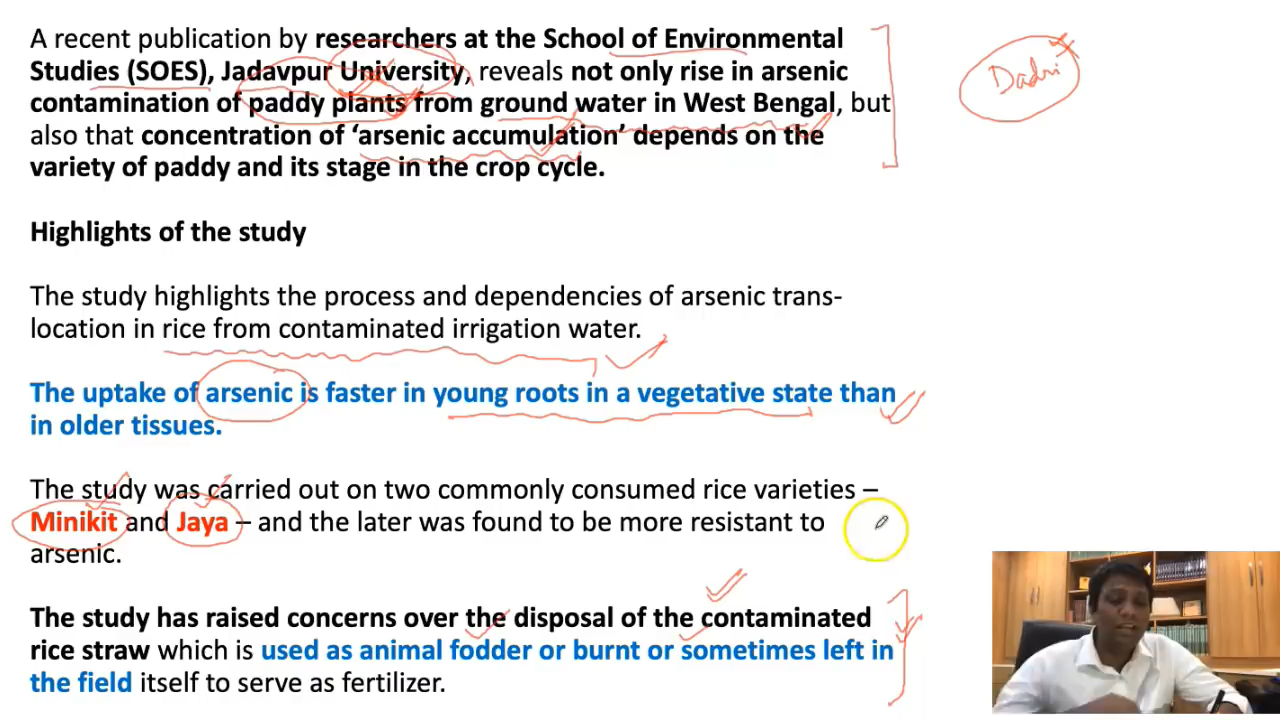 A recent publication by researchers at the School of Environmental
Studies (SOES), Jadavpur University, reveals not only rise in arsenic
contamination of paddy plants from ground water in West Bengal, but
also that concentration of ‘arsenic accumulation’ depends on the
variety of paddy and its stage in the crop cycle.
Dadri
Highlights of the study
The study highlights the process and dependencies of arsenic trans-
location in rice from contaminated irrigation water.
The uptake of arsenic is faster in young roots in a vegetative state than
in older tissues.
The study was carried out on two commonly consumed rice varieties –
Minikit and Jaya – and the later was found to be more resistant to
arsenic.
The study has raised concerns over the disposal of the contaminated
rice straw which is used as animal fodder or burnt or sometimes left in
the field itself to serve as fertilizer.